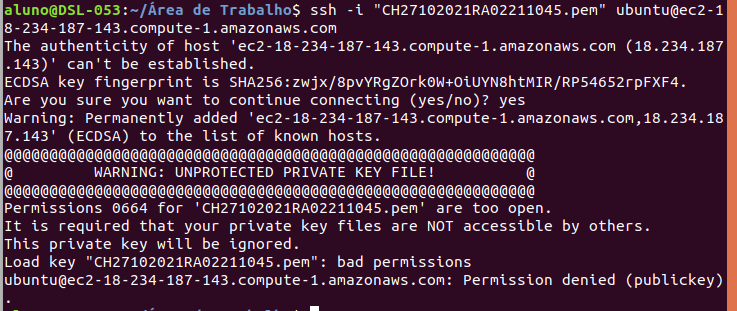 aluno@DSL-053:~/Área de Trabalho$ ssh -i "CH27102021RA02211045.pem" ubuntu@ec2-1
8-234-187-143.compute-1.amazonaws.com
The authenticity of host 'ec2-18-234-187-143.compute-1.amazonaws.com (18.234.187
.143)' can't be established.
ECDSA key fingerprint is SHA256:zwjx/8pvYRgZOrk0W+OiUYN8htMIR/RP54652rpFXF4.
Are you sure you want to continue connecting (yes/no)? yes
Warning: Permanently added 'ec2-18-234-187-143.compute-1.amazonaws.com,18.234.18
7.143' (ECDSA) to the list of known hosts.
@@@@@@@@@@@@@@@@@@@@@@@@@@@@@@@@@@@@@@@@@@@@@@@@@@@@@@@@@@@
@         WARNING: UNPROTECTED PRIVATE KEY FILE!          @
@@@@@@@@@@@@@@@@@@@@@@@@@@@@@@@@@@@@@@@@@@@@@@@@@@@@@@@@@@@
Permissions 0664 for 'CH27102021RA02211045.pem' are too open.
It is required that your private key files are NOT accessible by others.
This private key will be ignored.
Load key "CH27102021RA02211045.pem": bad permissions
ubuntu@ec2-18-234-187-143.compute-1.amazonaws.com: Permission denied (publickey)
.